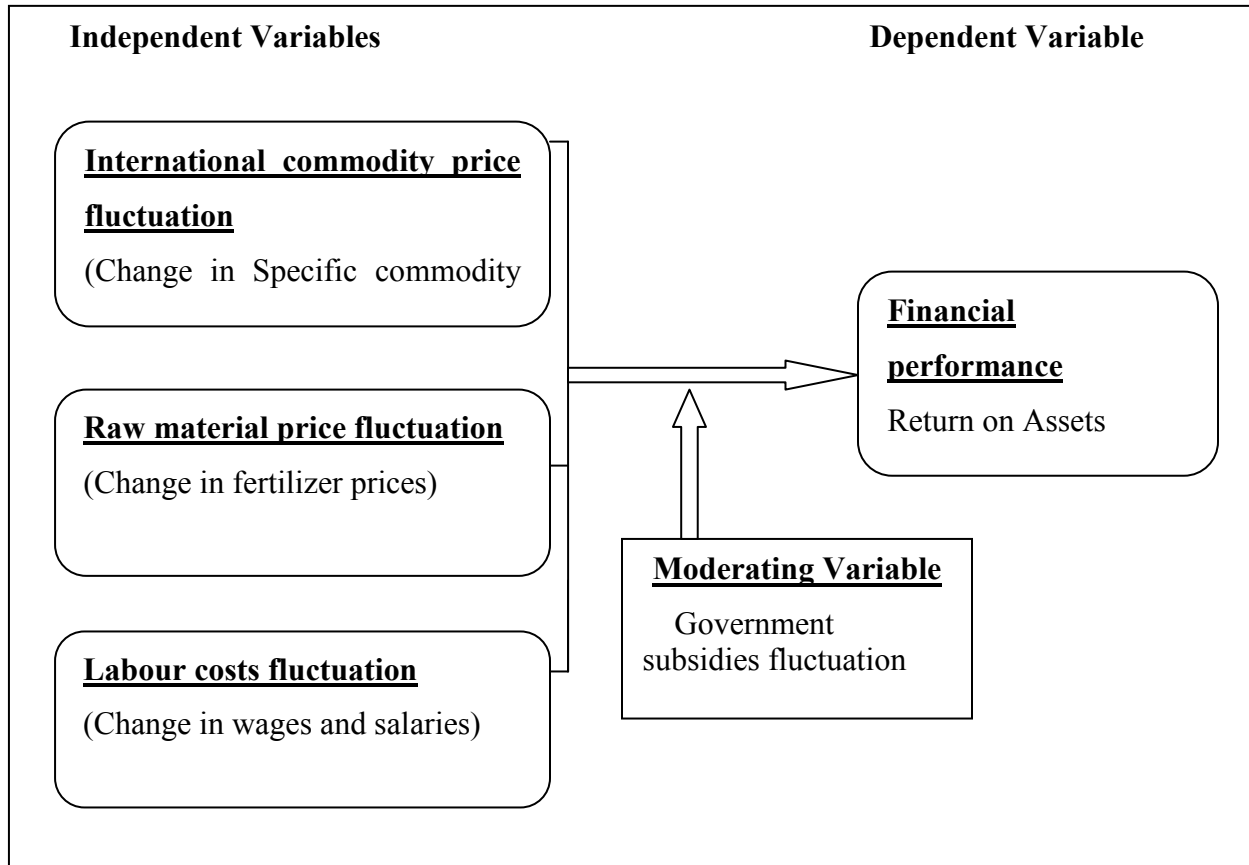 Independent Variables
Dependent Variable
International commodity price
fluctuation
(Change in Specific commodity
Raw material price fluctuation
(Change in fertilizer prices)
Labour costs fluctuation
(Change in wages and salaries)
Financial
performance
Return on Assets
Moderating Variable
Government
subsidies fluctuation